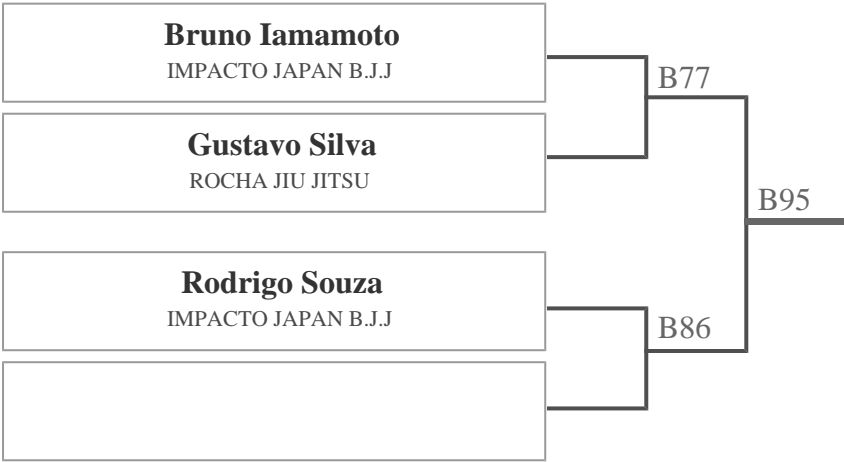 Bruno Iamamoto
IMPACTO JAPAN B.J.J
B77
Gustavo Silva
ROCHA JIU JITSU
B95
Rodrigo Souza
IMPACTO JAPAN B.J.J
B86